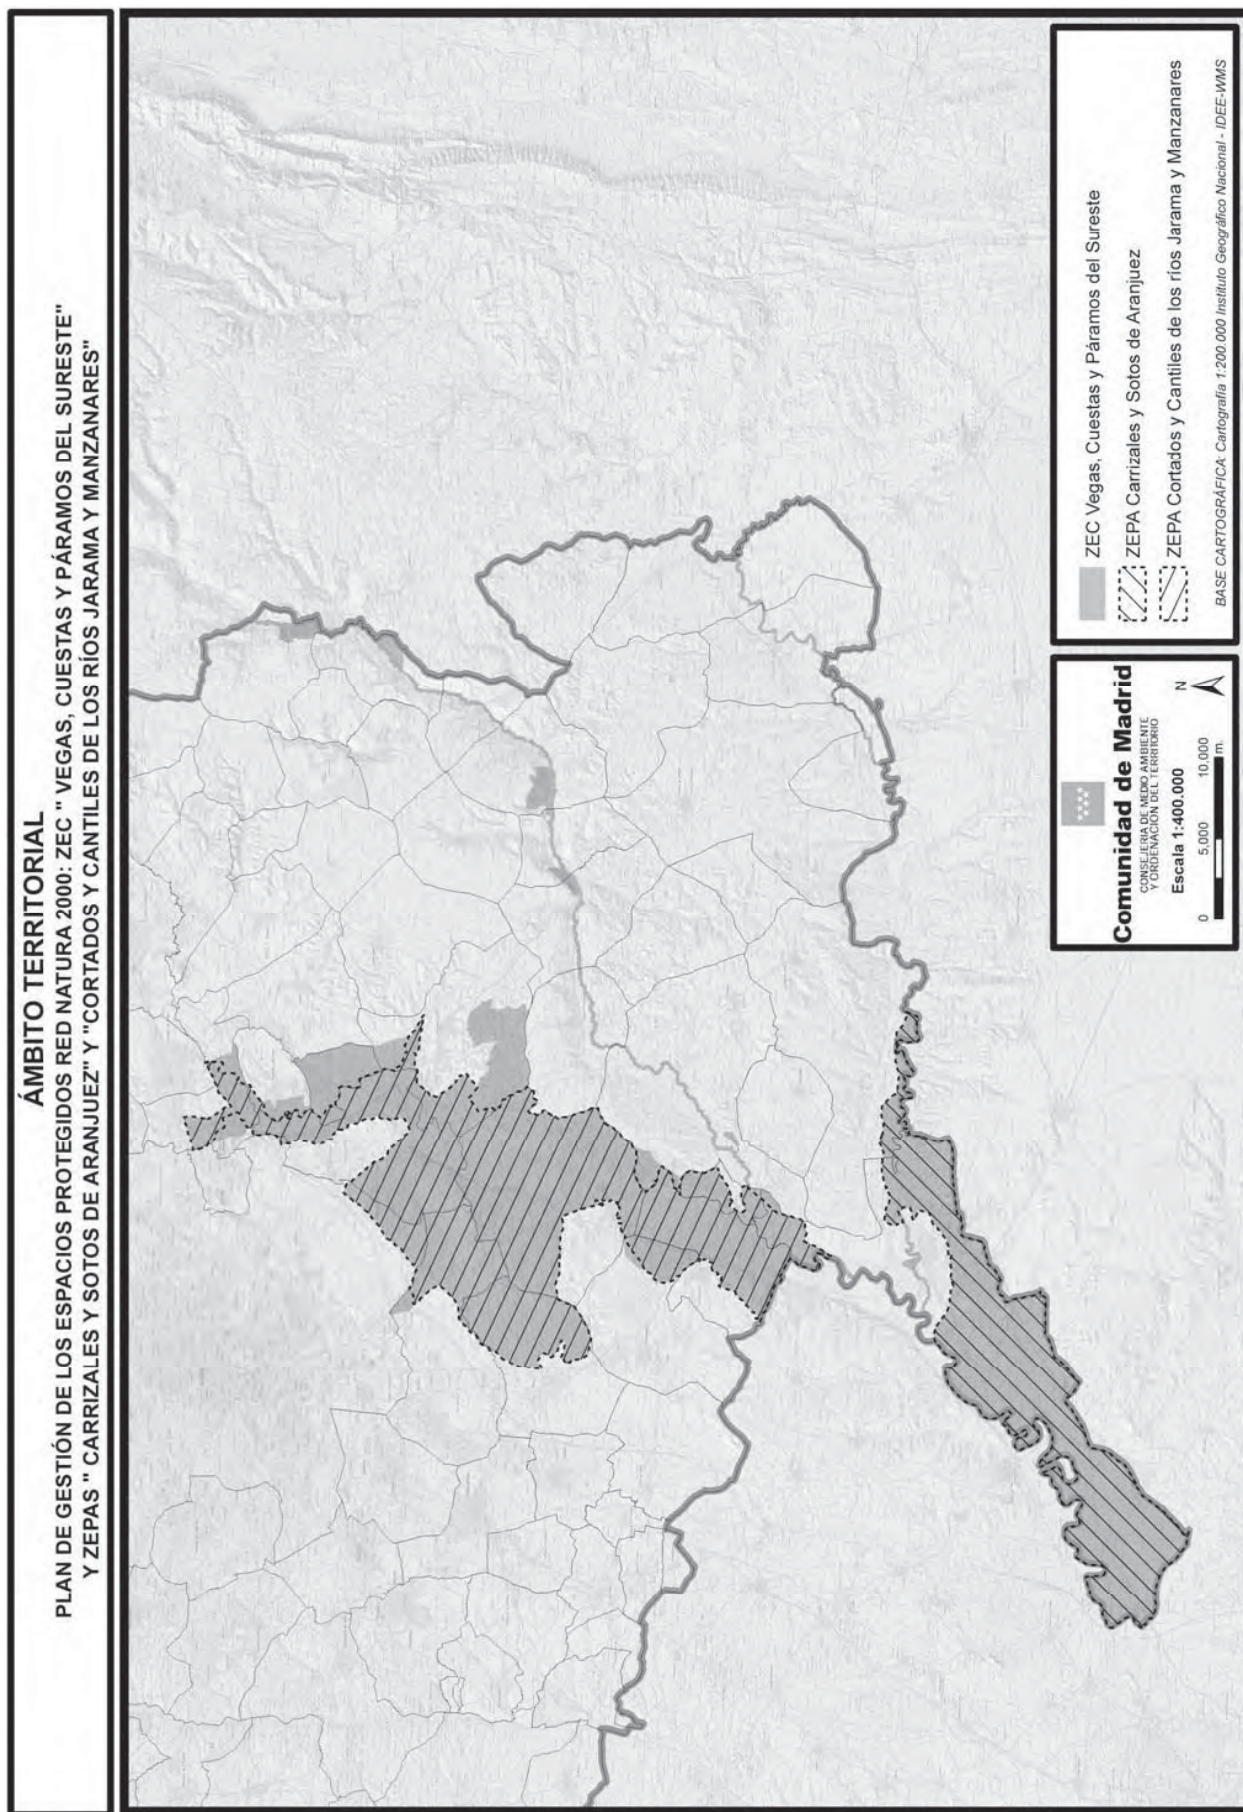 ÁMBITO TERRITORIAL
PLAN DE GESTIÓN DE LOS ESPACIOS PROTEGIDOS RED NATURA 2000: ZEC " VEGAS, CUESTAS Y PÁRAMOS DEL SURESTE"
Y ZEPAS " CARRIZALES Y SOTOS DE ARANJUEZ" Y "CORTADOS Y CANTILES DE LOS RÍOS JARAMA Y MANZANARES"
Comunidad de Madrid
CONSEJERIA DE MEDIO AMBIENTE
Y ORDENACIÓN DEL TERRITORIO
Escala 1:400.000
N
0 5.000 10.000
m.
ZEC Vegas, Cuestas y Páramos del Sureste
ZEPA Carrizales y Sotos de Aranjuez
ZEPA Cortados y Cantiles de los ríos Jarama y Manzanares
BASE CARTOGRÁFICA: Cartografía 1:200.000 Instituto Geográfico Nacional - IDEE-WMS